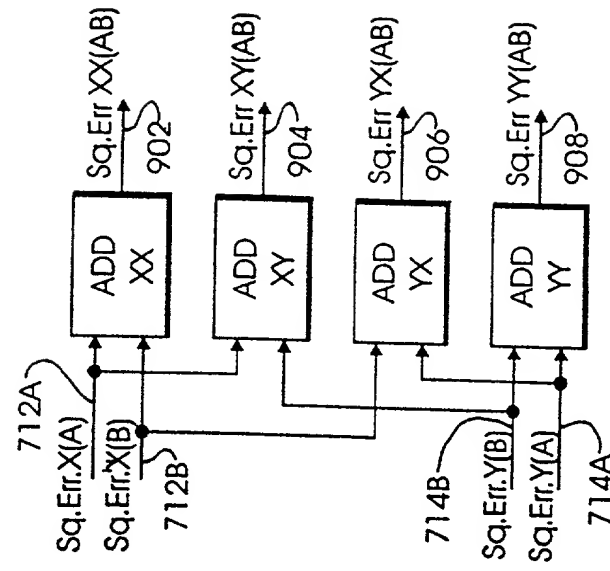 712A
Sq.Err.X(A)
Sq.Err.X(B)
712B
714B
Sq.Err.Y(B)
Sq.Err.Y(A)
714A
ADD
XX
Sq.Err XX(AB)
902
ADD
XY
Sq.Err XY(AB)
904
ADD
YX
Sq.Err YX(AB)
906
ADD
YY
Sq.Err YY(AB)
908